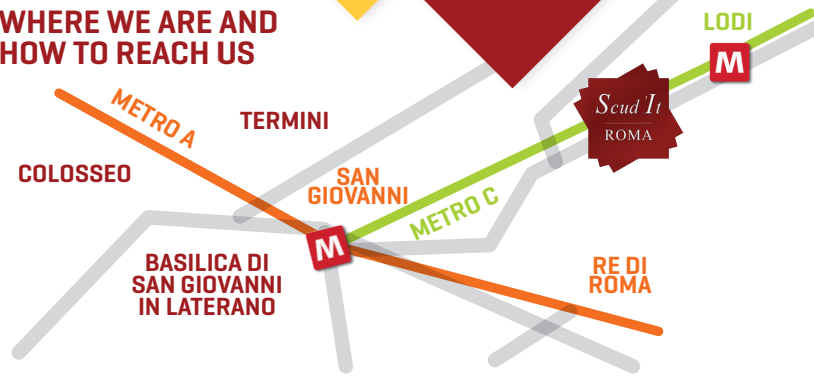 WHERE WE ARE AND
HOW TO REACH US
LODI
M
METRO A
TERMINI
Scud'It
ROMA
COLOSSEO
SAN
GIOVANNI
METRO C
M
BASILICA DI
SAN GIOVANNI
IN LATERANO
RE DI
ROMA